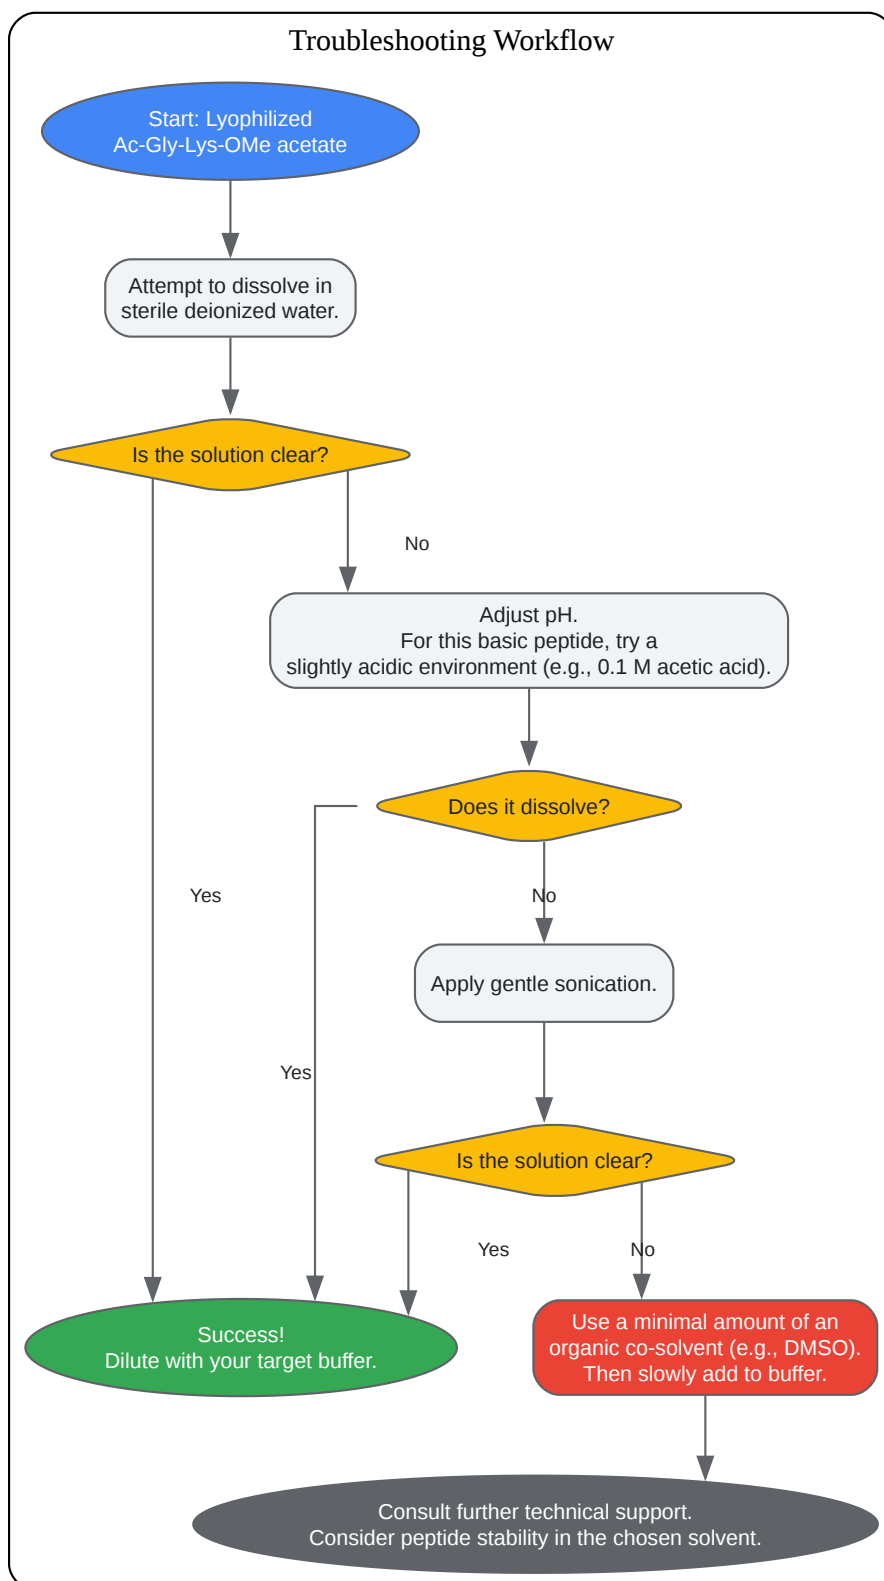 Troubleshooting Workflow
Start: Lyophilized
Ac-Gly-Lys-OMe acetate
Attempt to dissolve in
sterile deionized water.
Is the solution clear?
No
Adjust pH.
For this basic peptide, try a
slightly acidic environment (e.g., 0.1 M acetic acid).
Does it dissolve?
Yes
No
Apply gentle sonication.
Yes
Is the solution clear?
Yes
No
Success!
Dilute with your target buffer.
Use a minimal amount of an
organic co-solvent (e.g., DMSO).
Then slowly add to buffer.
Consult further technical support.
Consider peptide stability in the chosen solvent.